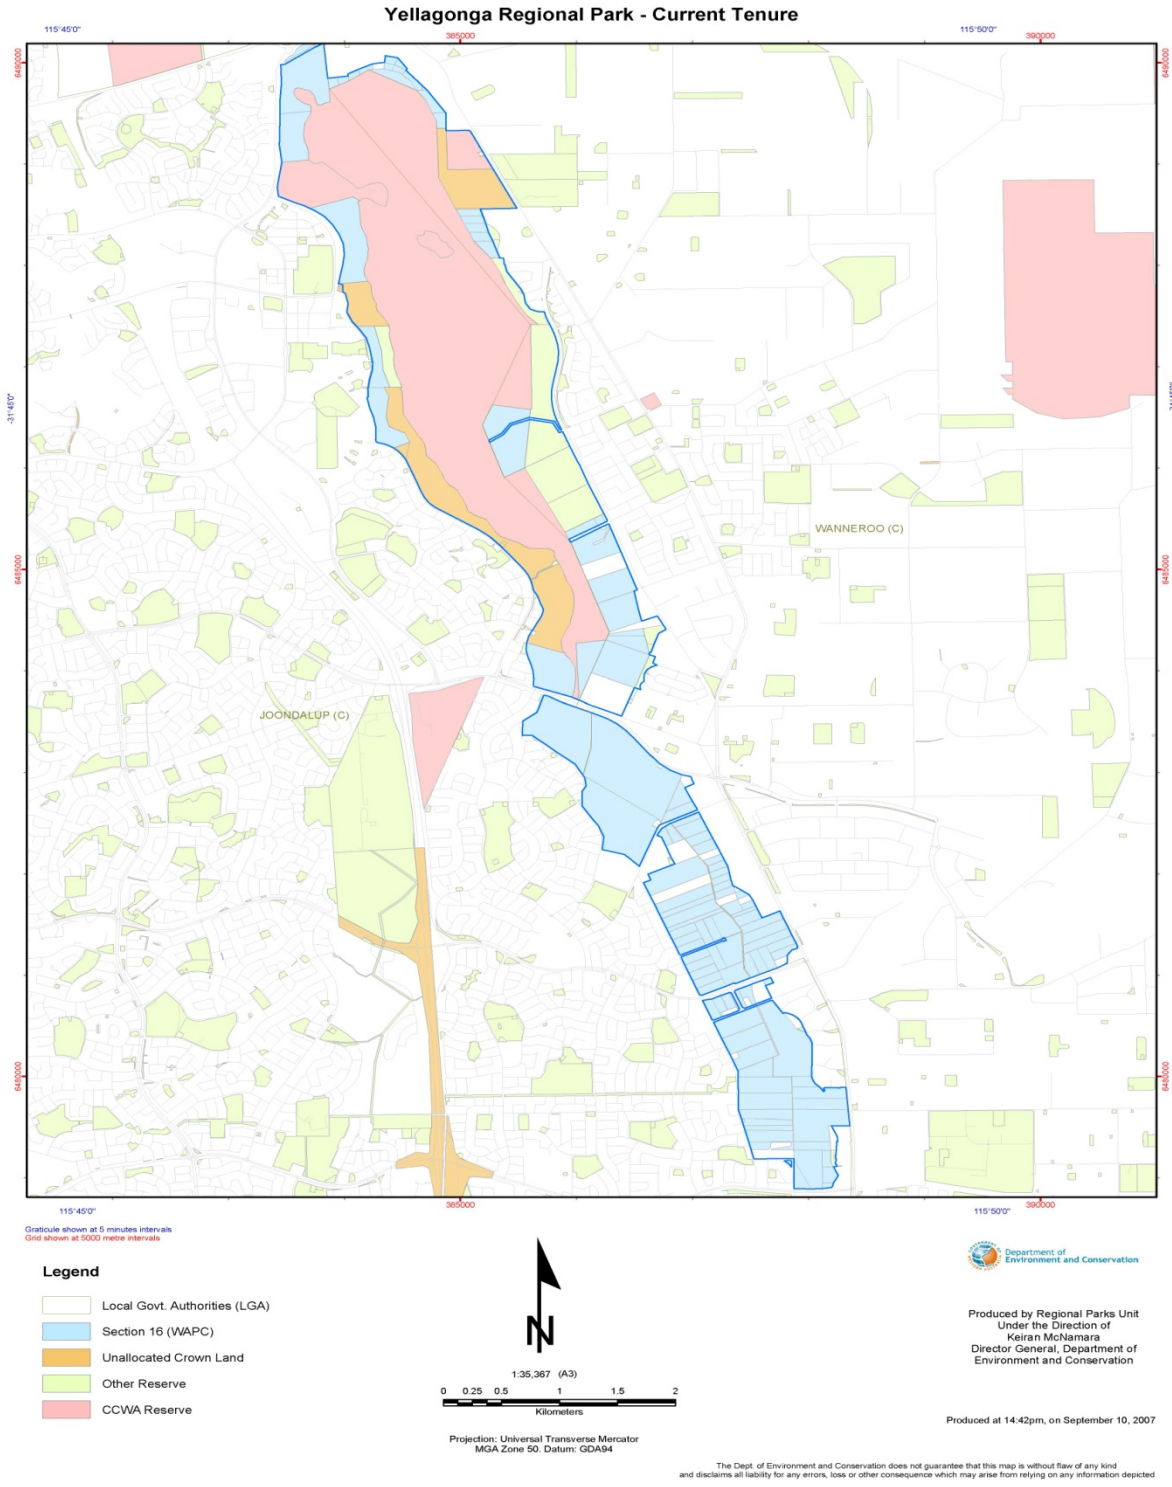 Yellagonga Regional Park - Current Tenure
115°45'0"
385000
115°50'0"
390000
6490000
6490000
-31°45'0"
WANNEROO (C)
6485000
6485000
JOONDALUP (C)
6480000
6480000
115°45'0"
385000
115°50'0"
390000
Graticule shown at 5 minutes intervals
Grid shown at 5000 metre intervals
Legend
Local Govt. Authorities (LGA)
Section 16 (WAPC)
Unallocated Crown Land
Other Reserve
CCWA Reserve
N
1:35,367 (A3)
0 0.25 0.5 1 1.5 2
Kilometers
Projection: Universal Transverse Mercator
MGA Zone 50. Datum: GDA94
Department of
Environment and Conservation
Produced by Regional Parks Unit
Under the Direction of
Keiran McNamara
Director General, Department of
Environment and Conservation
Produced at 14:42pm, on September 10, 2007
The Dept. of Environment and Conservation does not guarantee that this map is without flaw of any kind
and disclaims all liability for any errors, loss or other consequence which may arise from relying on any information depicted